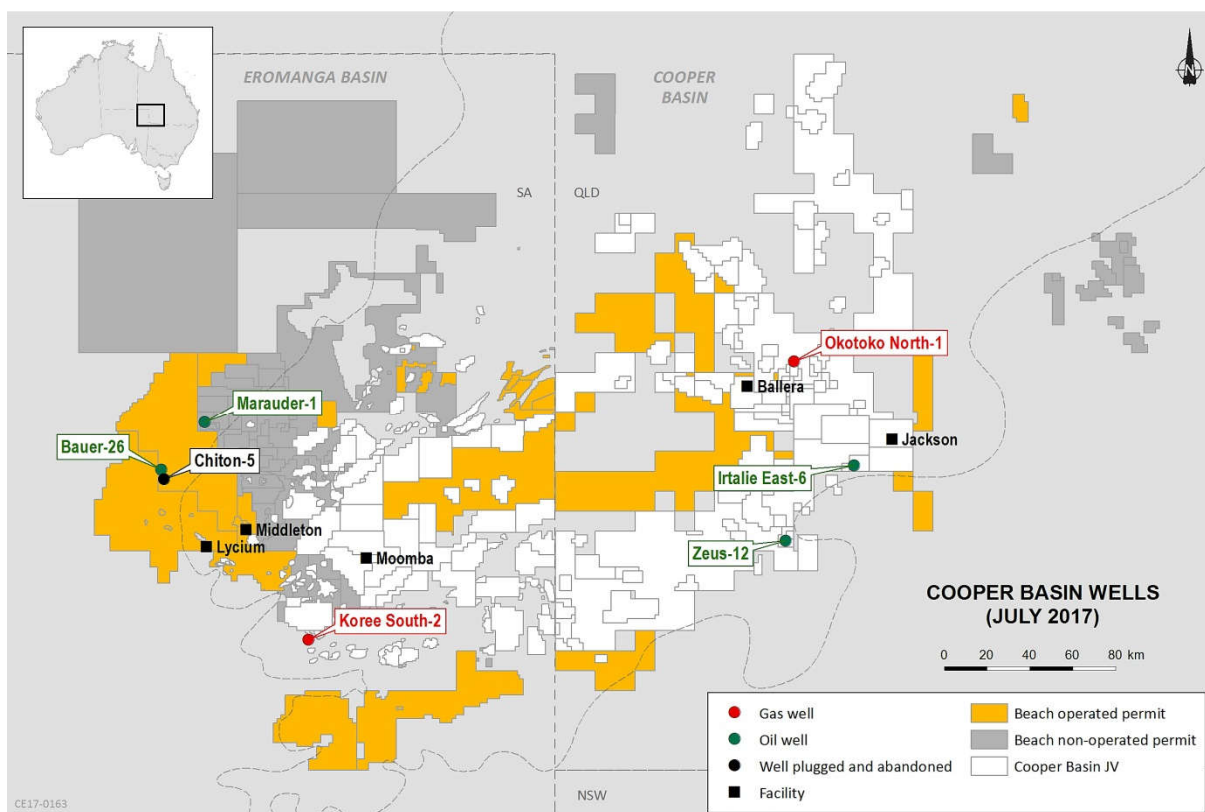 EROMANGA BASIN
COOPER
BASIN
N
SA
QLD
Okotoko North-1
Ballera
Marauder-1
Bauer-26
Chiton-5
Jackson
Irtalie East-6
Middleton
Lycium
Moomba
Zeus-12
Koree South-2
COOPER BASIN WELLS
(JULY 2017)
0 20 40 60 80 km
Gas well
Oil well
Well plugged and abandoned
Facility
Beach operated permit
Beach non-operated permit
Cooper Basin JV
NSW
CE17-0163